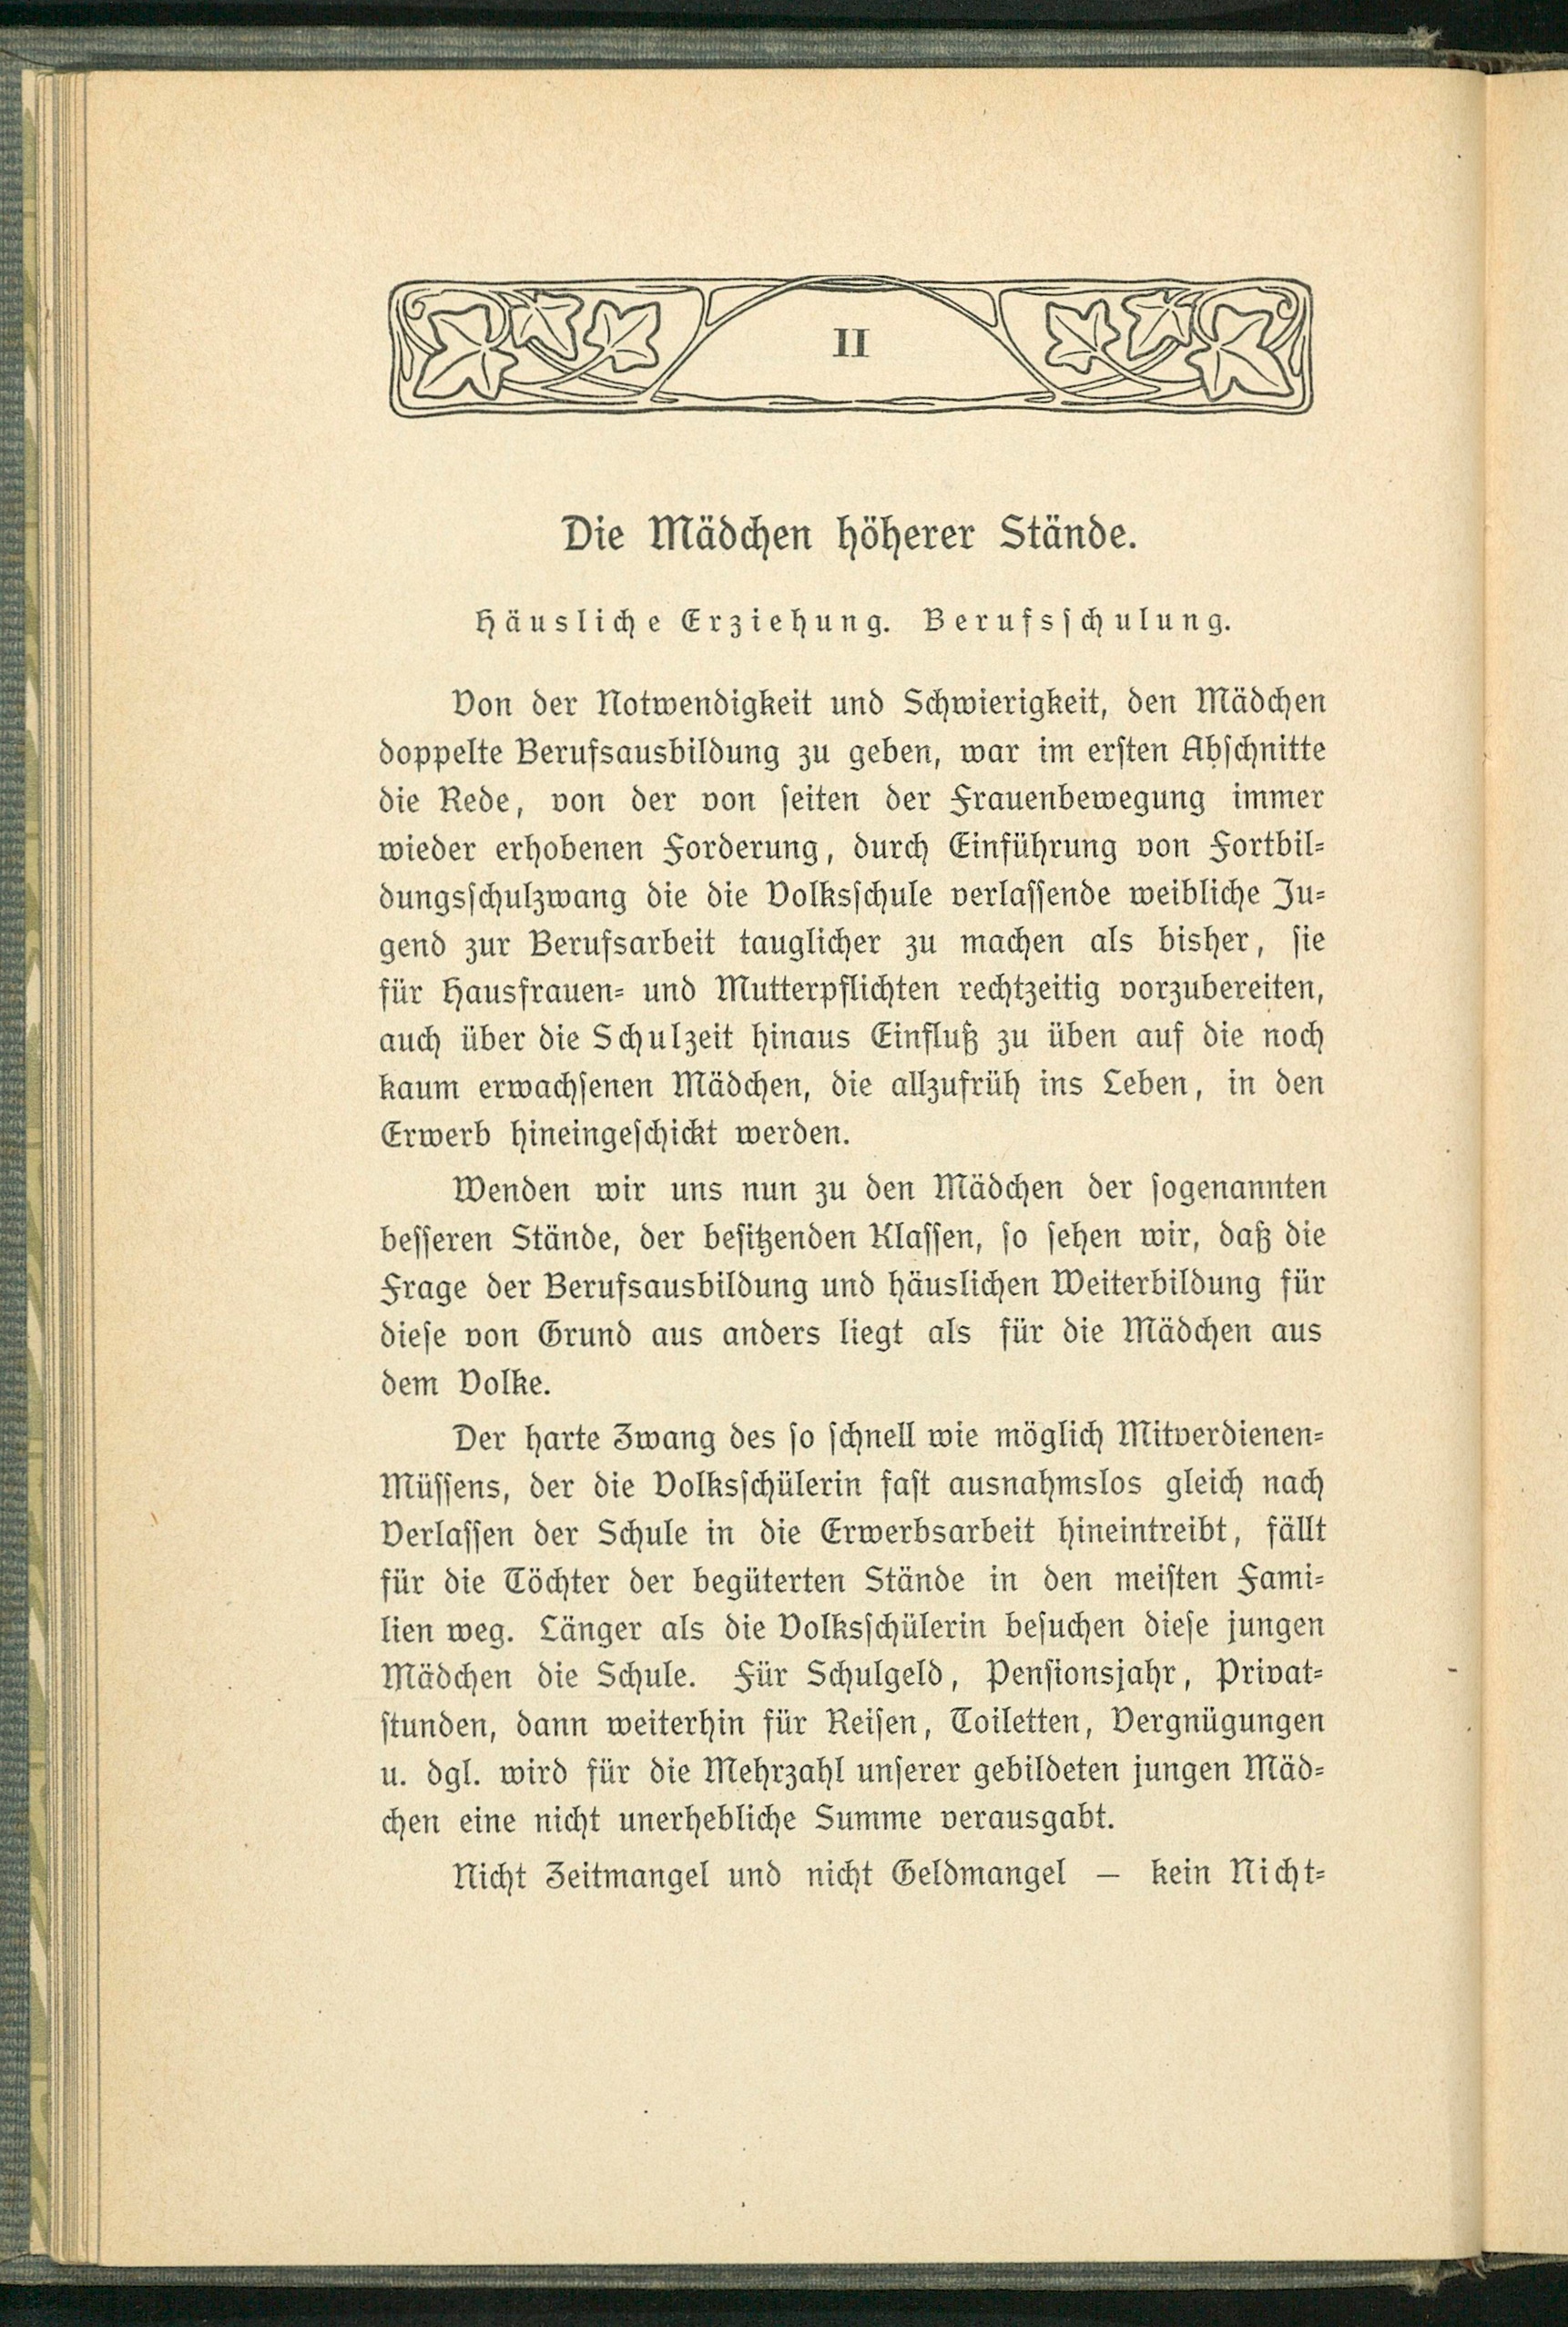 II
Die Mädchen höherer Stände.
Häusliche Erziehung. Berufsschulung.
Von der Notwendigkeit und Schwierigkeit, den Mädchen
doppelte Berufsausbildung zu geben, war im ersten Abschnitte
die Rede, von der von seiten der Frauenbewegung immer
wieder erhobenen Forderung, durch Einführung von Fortbil-
dungsschulzwang die die Volksschule verlassende weibliche Ju-
gend zur Berufsarbeit tauglicher zu machen als bisher, sie
für Hausfrauen- und Mutterpflichten rechtzeitig vorzubereiten,
auch über die Schulzeit hinaus Einfluß zu üben auf die noch
kaum erwachsenen Mädchen, die allzufrüh ins Leben, in den
Erwerb hineingeschickt werden.
Wenden wir uns nun zu den Mädchen der sogenannten
besseren Stände, der besitzenden Klassen, so sehen wir, daß die
Frage der Berufsausbildung und häuslichen Weiterbildung für
diese von Grund aus anders liegt als für die Mädchen aus
dem Volke.
Der harte Zwang des so schnell wie möglich Mitverdienen-
Müssens, der die Volksschülerin fast ausnahmslos gleich nach
Verlassen der Schule in die Erwerbsarbeit hineintreibt, fällt
für die Töchter der begüterten Stände in den meisten Fami-
lien weg. Länger als die Volksschülerin besuchen diese jungen
Mädchen die Schule. Für Schulgeld, Pensionsjahr, Privat-
stunden, dann weiterhin für Reisen, Toiletten, Vergnügungen
u. dgl. wird für die Mehrzahl unserer gebildeten jungen Mäd-
chen eine nicht unerhebliche Summe verausgabt.
Nicht Zeitmangel und nicht Geldmangel — kein Nicht-